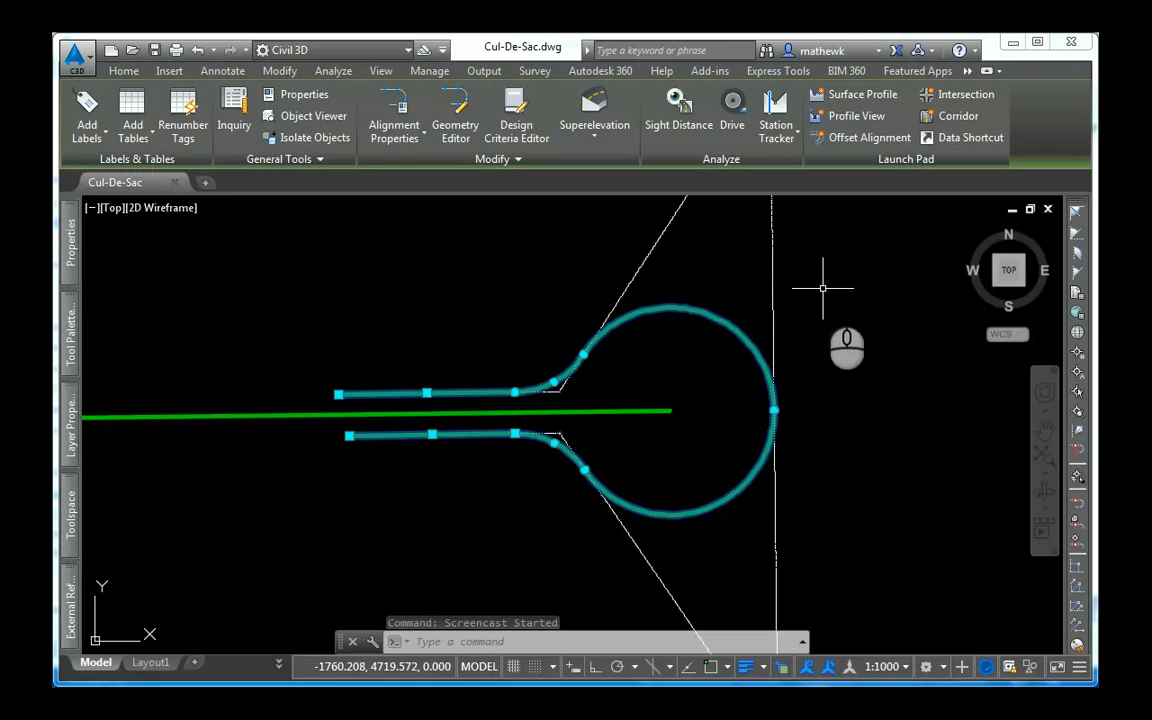 C3D
Civil 3D
Cul-De-Sac.dwg
Type a keyword or phrase
mathewk
Home Insert Annotate Modify Analyze View Manage Output Survey Autodesk 360 Help Add-ins Express Tools BIM 360 Featured Apps
Add Labels
Add Tables
Renumber Tags
Inquiry
Properties
Object Viewer
Isolate Objects
Alignment Properties
Geometry Editor
Design Criteria Editor
Superelevation
Sight Distance
Drive
Station Tracker
Surface Profile
Profile View
Offset Alignment
Intersection
Corridor
Data Shortcut
Labels & Tables
General Tools
Modify
Analyze
Launch Pad
Cul-De-Sac
[−][Top][2D Wireframe]
N
W TOP E
S
WCS
Properties
Tool Palette...
Layer Prope...
Toolspace
External Ref...
Y
X
Command: Screencast Started
Type a command
Model Layout1
-1760.208, 4719.572, 0.000 MODEL 1:1000